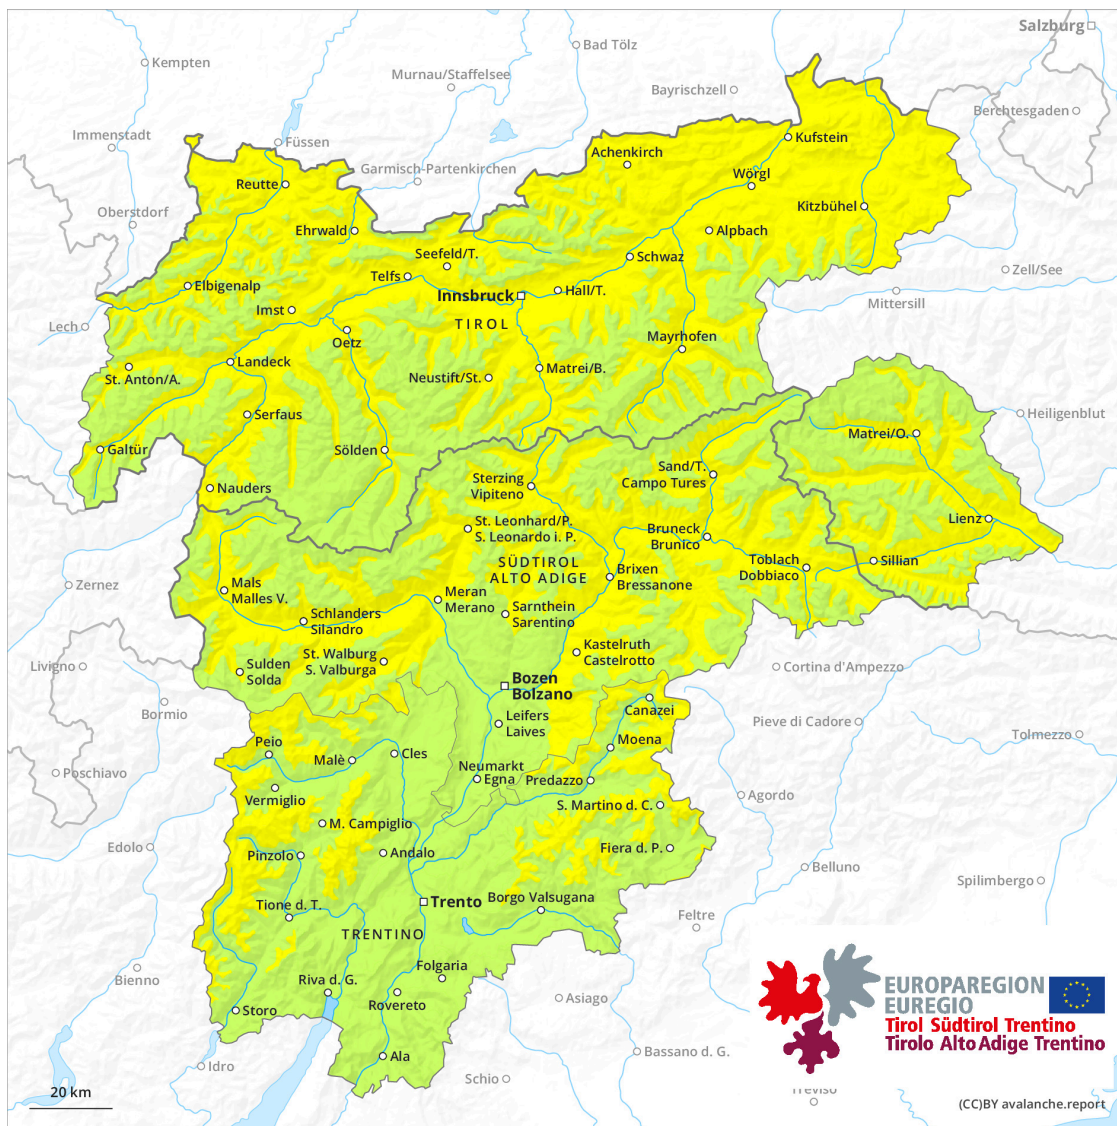 Salzburg
Bad Tölz
Kempten
Murnau/Staffelsee
Bayrischzell
Berchtesgaden
Immenstadt
Füssen
Kufstein
Achenkirch
Garmisch-Partenkirchen
Wörgl
Reutte
Kitzbühel
Oberstdorf
Ehrwald
Alpbach
Seefeld/T.
Schwaz
Zell/See
Telfs
Elbigenalp
Innsbruck
Hall/T.
Mittersill
Imst
TIROL
Lech
Oetz
Mayrhofen
Landeck
Matrei/B.
St. Anton/A.
Neustift/St.
Serfaus
Heiligenblut
Matrei/O.
Galtür
Sölden
Sand/T.
Campo Tures
Sterzing
Vipiteno
Nauders
Lienz
St. Leonhard/P.
S. Leonardo i. P.
Bruneck
Brunico
SÜDTIROL
ALTO ADIGE
Toblach
Dobbiaco
Sillian
Brixen
Bressanone
Zernez
Mals
Malles V.
Meran
Merano
Sarnthein
Sarentino
Schlanders
Silandro
Kastelruth
Castelrotto
St. Walburg
S. Valburga
Livigno
Sulden
Solda
Cortina d'Ampezzo
Bozen
Bolzano
Canazei
Bormio
Leifers
Laives
Pieve di Cadore
Tolmezzo
Peio
Moena
Cles
Malè
Poschiavo
Neumarkt
Egna
Predazzo
Vermiglio
Agordo
S. Martino d. C.
M. Campiglio
Edolo
Pinzolo
Andalo
Fiera d. P.
Belluno
Spilimbergo
Trento
Borgo Valsugana
Tione d. T.
Feltre
TRENTINO
Folgaria
Bienno
Riva d. G.
EUROPAREGION
EUREGIO
Tirol Südtirol Trentino
Tirolo Alto Adige Trentino
Rovereto
Asiago
Storo
Ala
Bassano d. G.
Idro
Schio
Treviso
20 km
(CC)BY avalanche.report